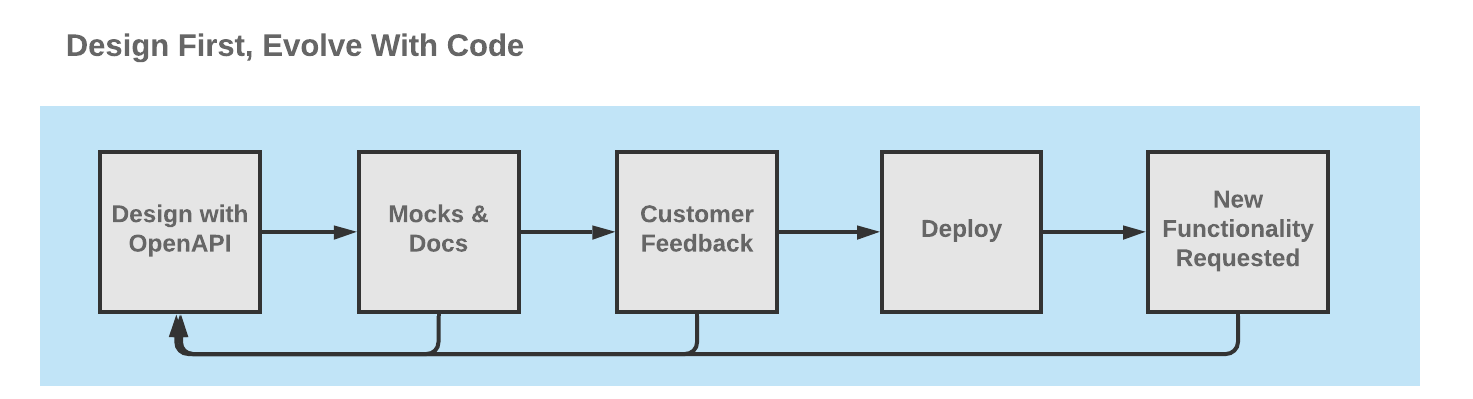 Design First, Evolve With Code
Design with
OpenAPI
Mocks &
Docs
Customer
Feedback
Deploy
New
Functionality
Requested